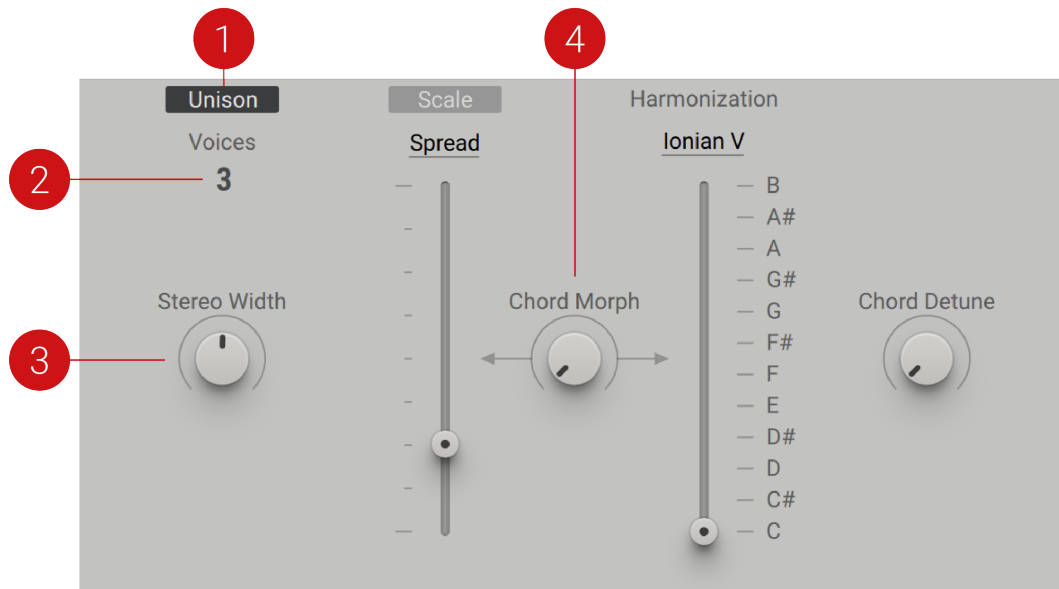 1
4
Unison
Scale
Harmonization
Voices
Spread
Ionian V
2
3
B
A#
A
G#
G
F#
F
E
D#
D
C#
C
Stereo Width
Chord Morph
Chord Detune
3